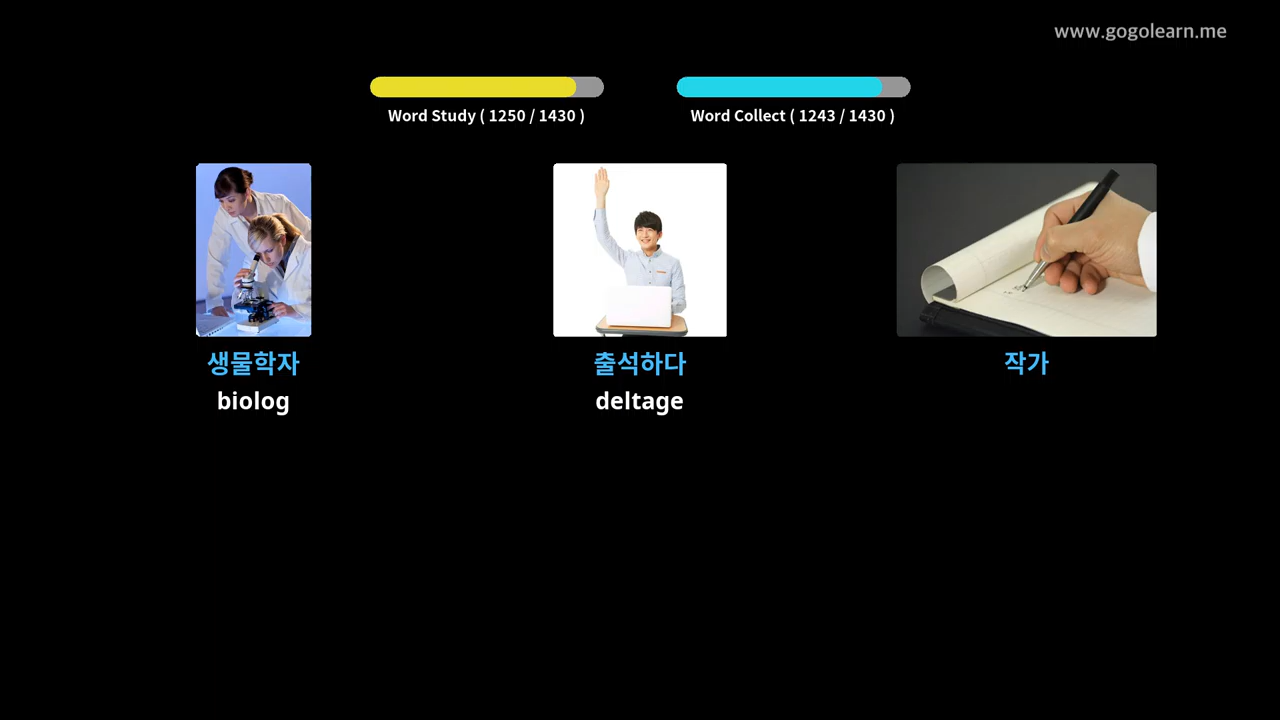 www.gogolearn.me
Word Study ( 1250 / 1430 )
Word Collect ( 1243 / 1430 )
생물학자
biolog
출석하다
deltage
작가